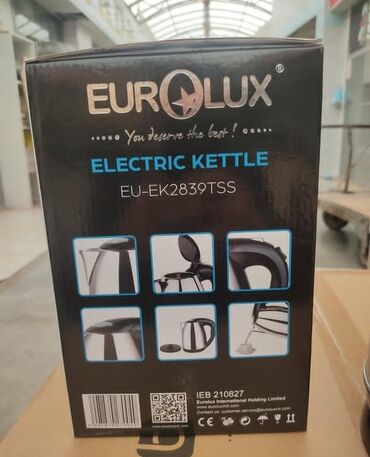 EUROLUX®
You deserve the best!
ELECTRIC KETTLE
EU-EK2839TSS
IEB 210827
Eurolux International Holding Limited